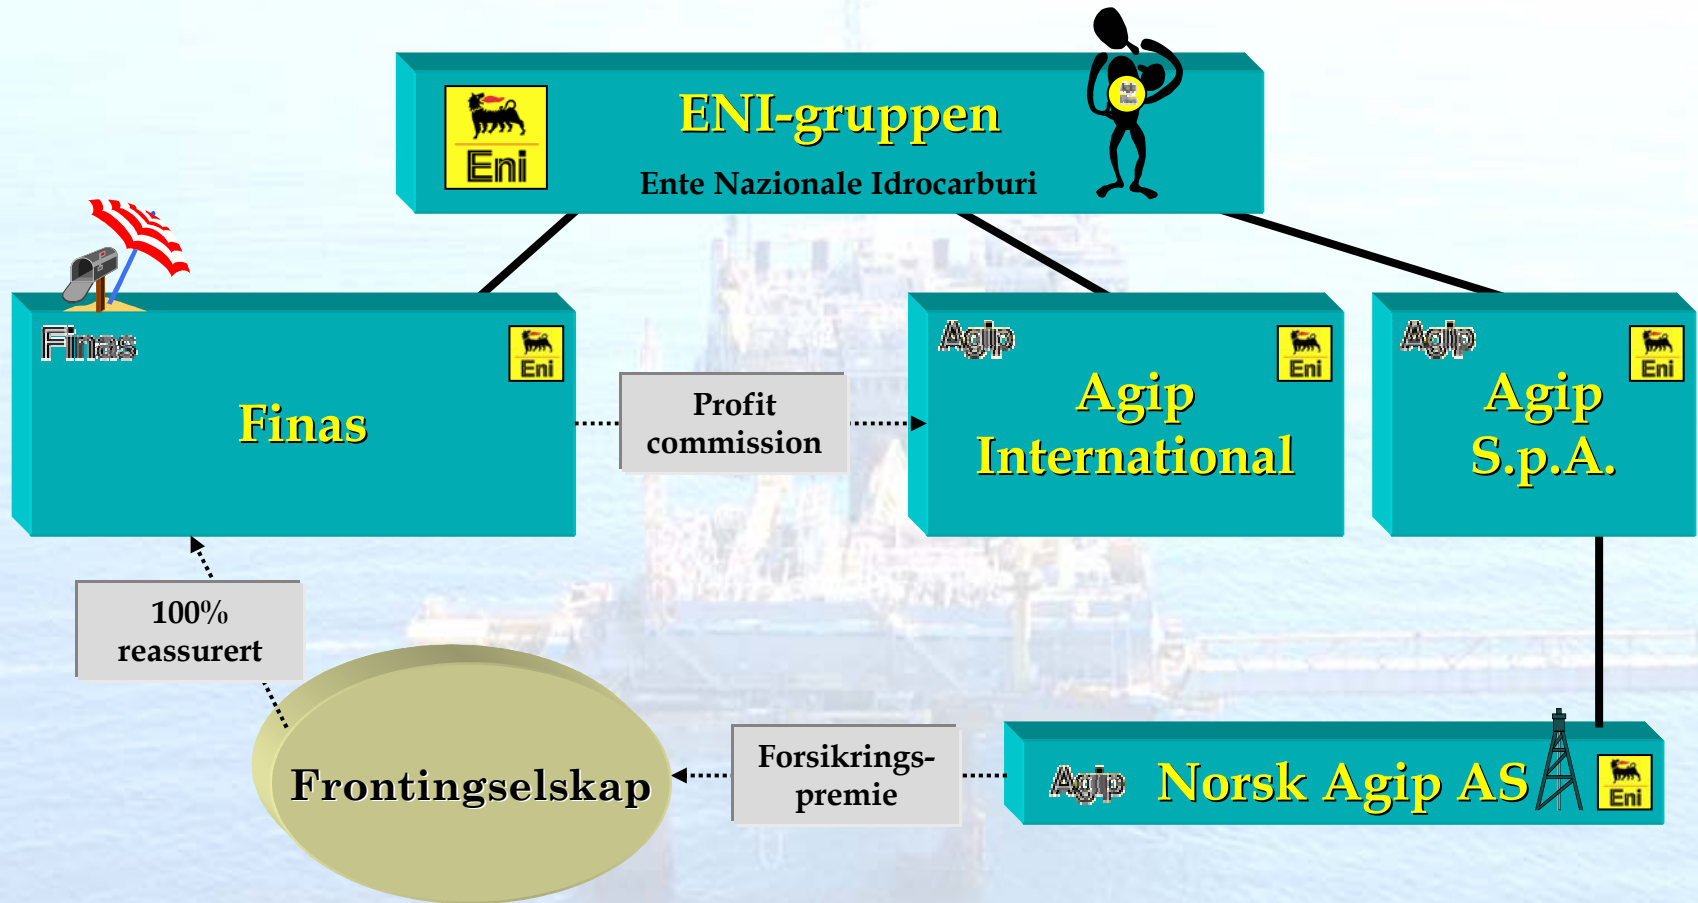 ENI-gruppen
Ente Nazionale Idrocarburi
Eni
Finas
Eni
Finas
Profit
commission
Agip
Eni
Agip
International
Agip
Eni
Agip
S.p.A.
100%
reassurert
Frontingselskap
Forsikrings-
premie
Agip
Norsk Agip AS
Eni